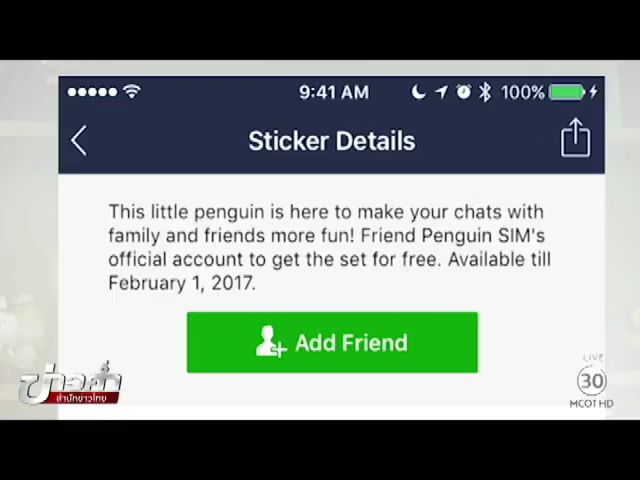 9:41 AM 100%
Sticker Details
This little penguin is here to make your chats with
family and friends more fun! Friend Penguin SIM's
official account to get the set for free. Available till
February 1, 2017.
Add Friend
ข่าวค่ำ
สำนักข่าวไทย
LIVE
30
MCOT HD